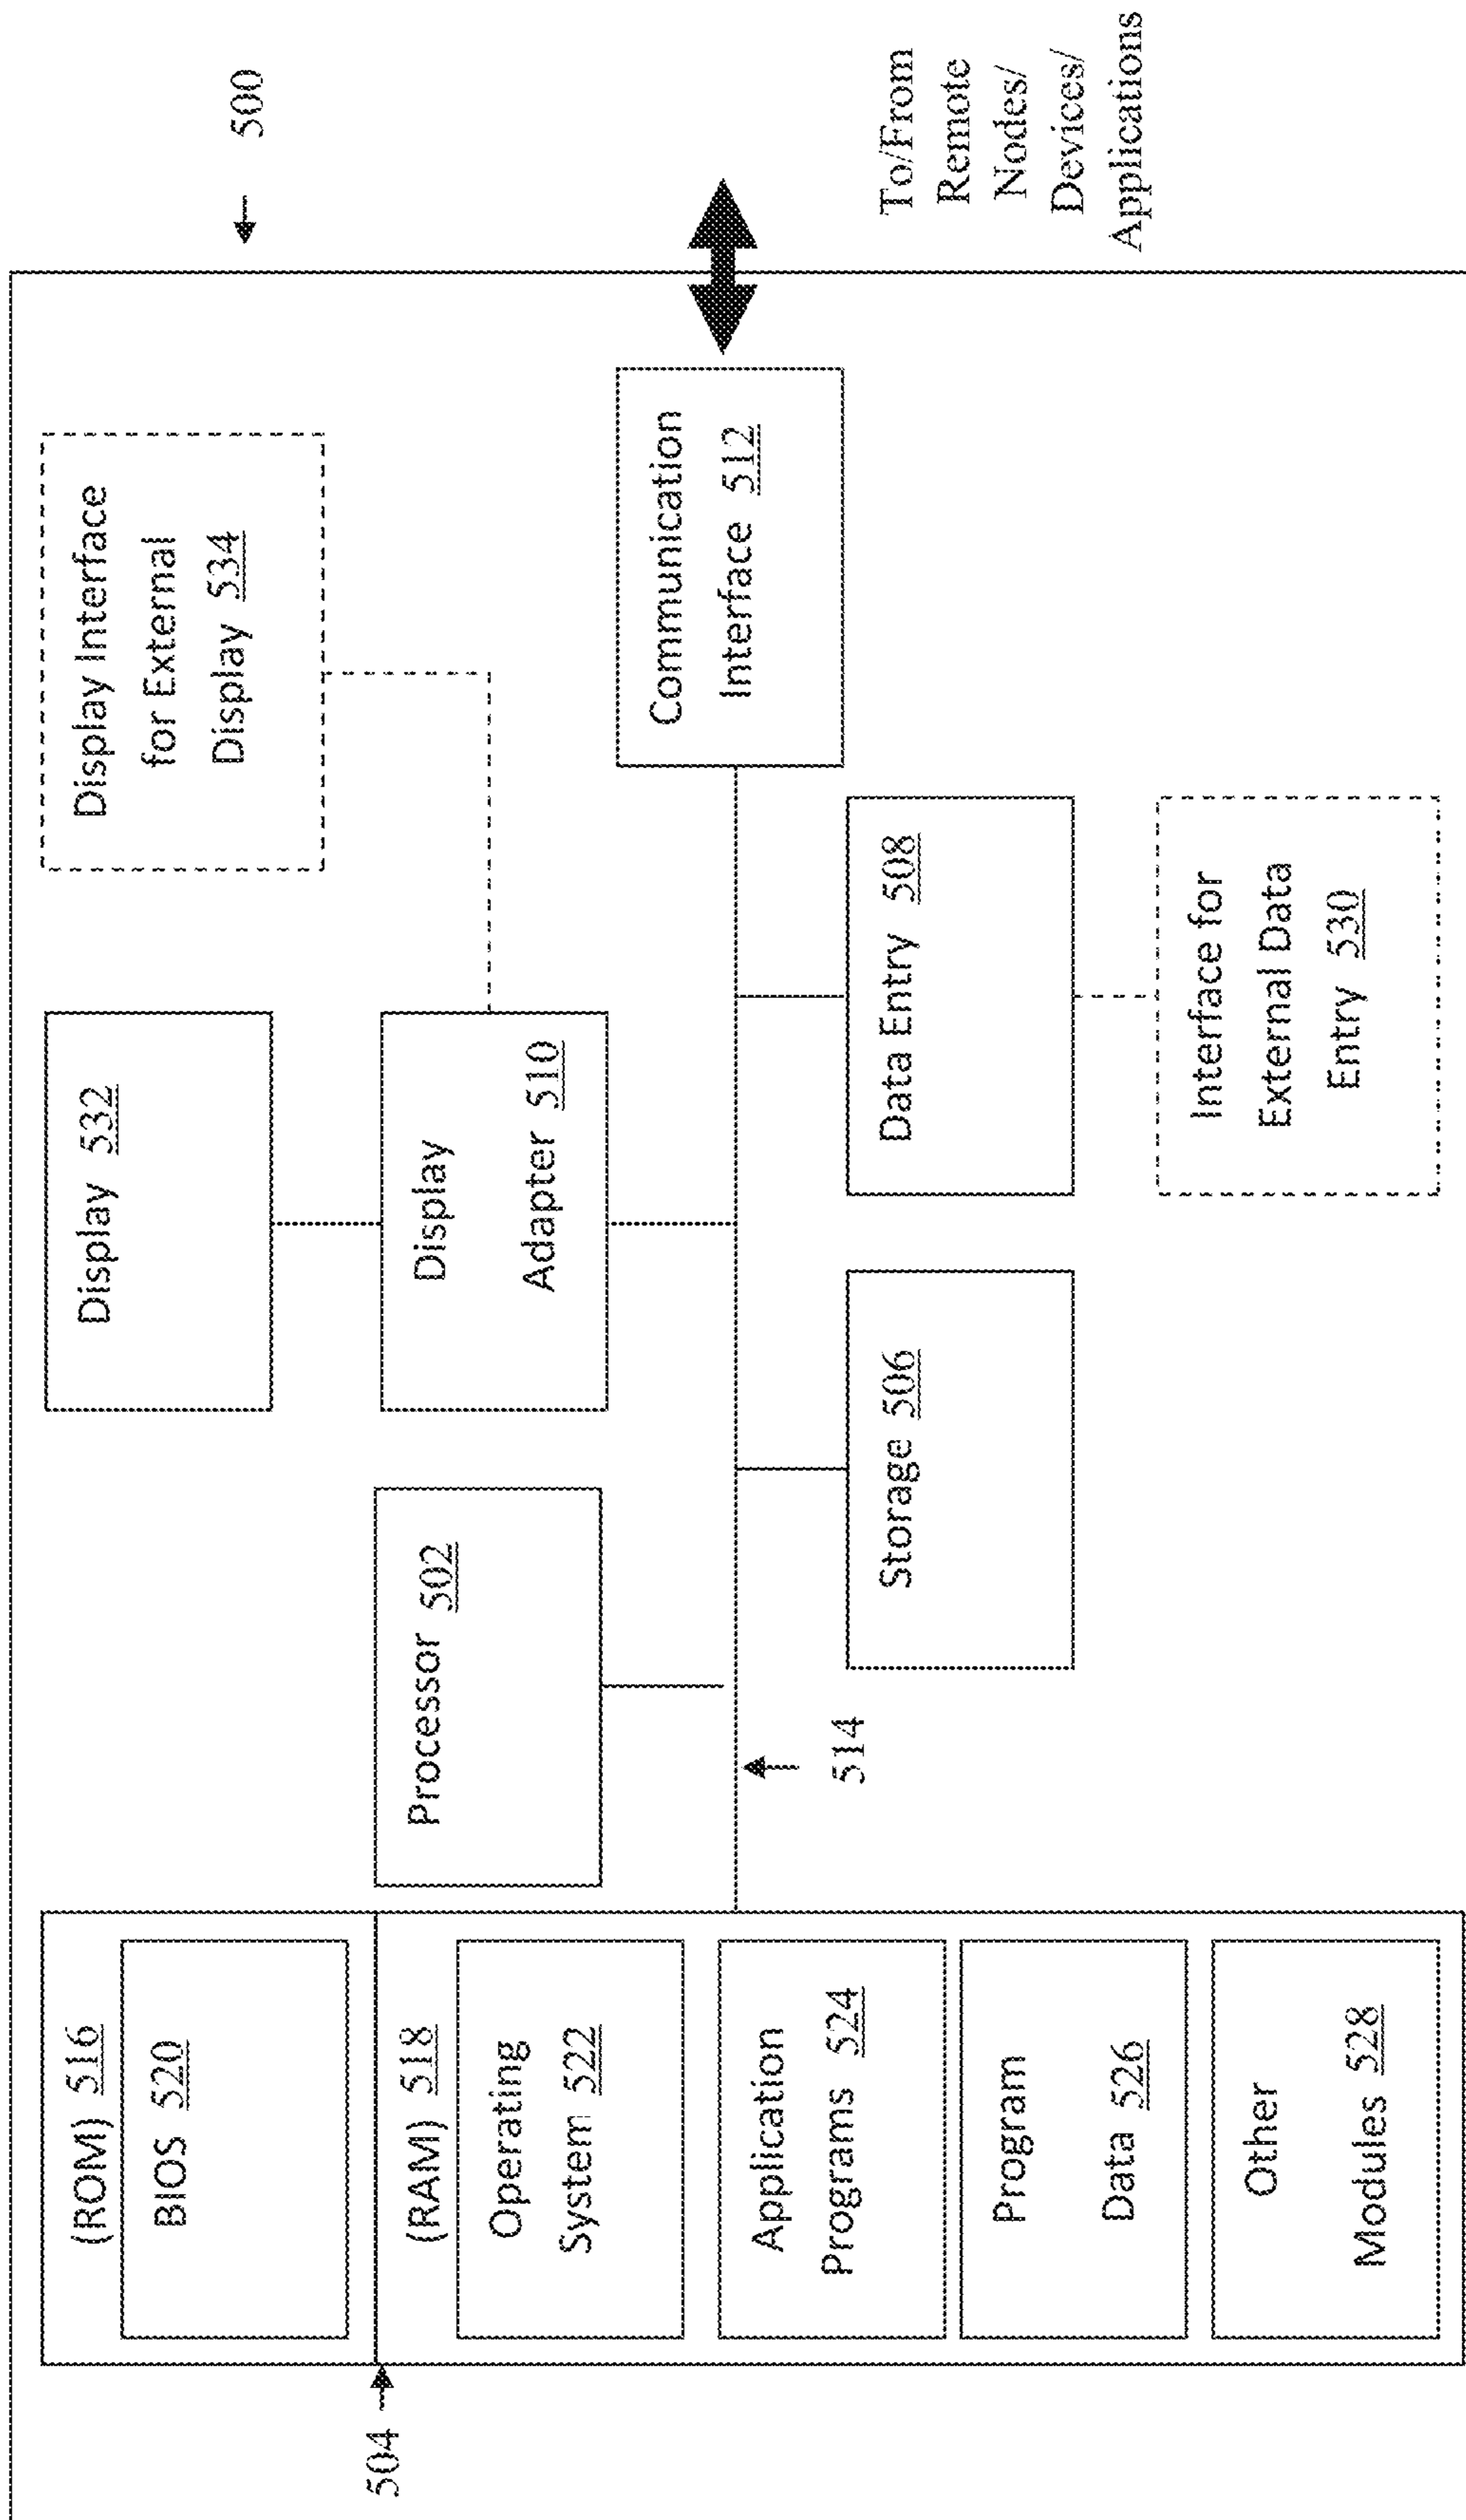 500
(ROM) 516
BIOS 520
504
(RAM) 518
Operating
System 522
Application
Programs 524
Program
Data 526
Other
Modules 528
Processor 502
514
Display 532
Display
Adapter 510
Storage 506
Display Interface
for External
Display 534
Data Entry 508
Interface for
External Data
Entry 530
Communication
Interface 512
To/From
Remote
Nodes/
Devices/
Applications